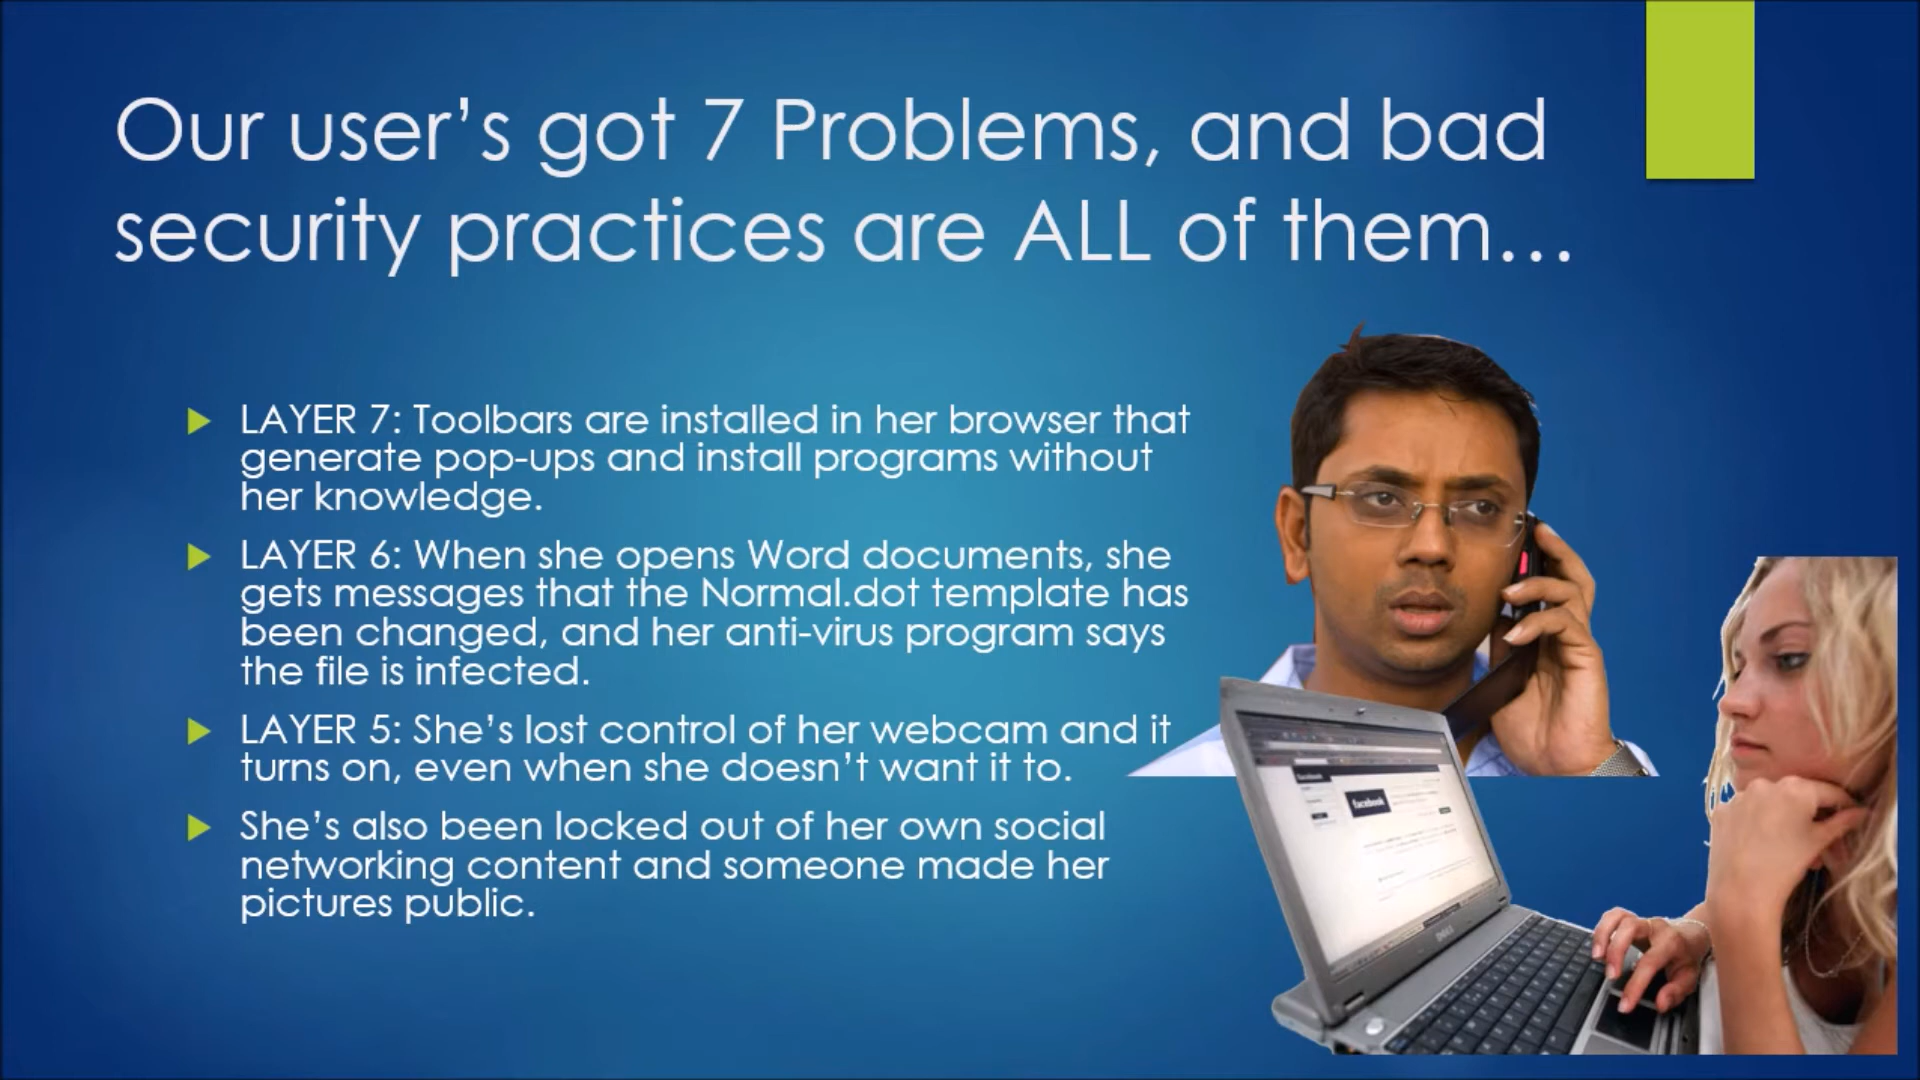 Our user’s got 7 Problems, and bad
security practices are ALL of them...
LAYER 7: Toolbars are installed in her browser that
generate pop-ups and install programs without
her knowledge.
LAYER 6: When she opens Word documents, she
gets messages that the Normal.dot template has
been changed, and her anti-virus program says
the file is infected.
LAYER 5: She’s lost control of her webcam and it
turns on, even when she doesn’t want it to.
She’s also been locked out of her own social
networking content and someone made her
pictures public.
facebook
DELL